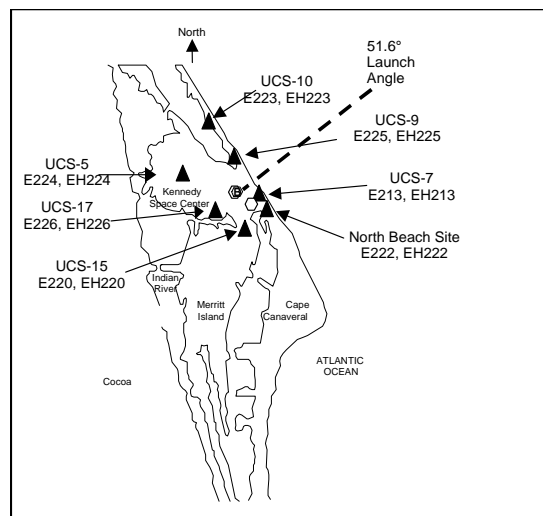 North
51.6°
Launch
Angle
UCS-10
E223, EH223
UCS-9
E225, EH225
UCS-5
E224, EH224
Kennedy
Space Center
UCS-7
E213, EH213
UCS-17
E226, EH226
North Beach Site
E222, EH222
UCS-15
E220, EH220
Indian
River
Merritt
Island
Cape
Canaveral
ATLANTIC
OCEAN
Cocoa